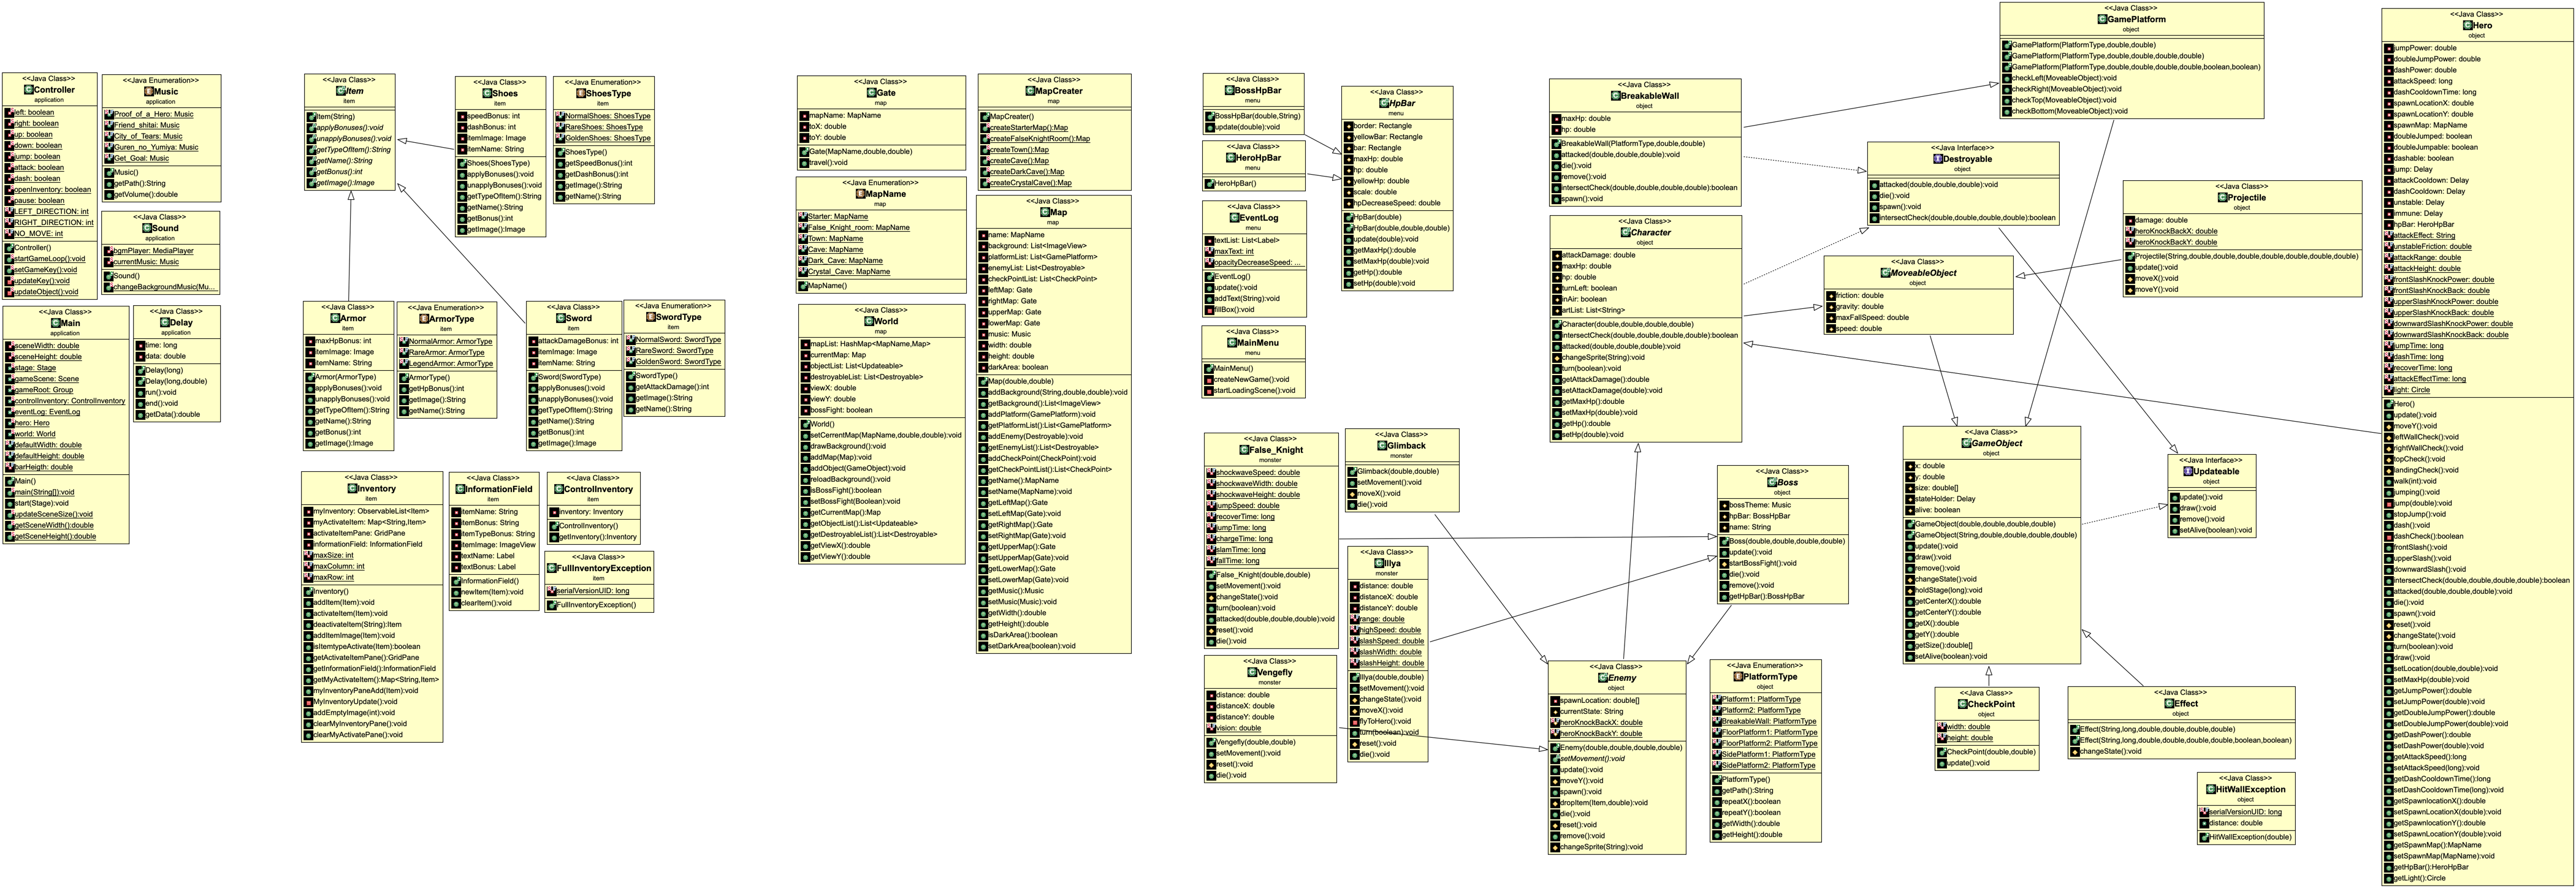 <<Java Class>>
Controller
application
left: boolean
right: boolean
up: boolean
down: boolean
jump: boolean
attack: boolean
dash: boolean
openInventory: boolean
pause: boolean
LEFT_DIRECTION: int
RIGHT_DIRECTION: int
NO_MOVE: int
Controller()
startGameLoop():void
setGameKey():void
updateKey():void
updateObject():void
<<Java Enumeration>>
Music
application
Proof_of_a_Hero: Music
Friend_shitai: Music
City_of_Tears: Music
Guren_no_Yumiya: Music
Get_Goal: Music
Music()
getPath():String
getVolume():double
<<Java Class>>
Sound
application
bgmPlayer: MediaPlayer
currentMusic: Music
Sound()
changeBackgroundMusic(Mu...
<<Java Class>>
Main
application
sceneWidth: double
sceneHeight: double
stage: Stage
gameScene: Scene
gameRoot: Group
controlInventory: ControlInventory
eventLog: EventLog
hero: Hero
world: World
defaultWidth: double
defaultHeight: double
barHeigth: double
Main()
main(String[]):void
start(Stage):void
updateSceneSize():void
getSceneWidth():double
getSceneHeight():double
<<Java Class>>
Delay
application
time: long
data: double
Delay(long)
Delay(long,double)
run():void
end():void
getData():double
<<Java Class>>
Item
item
Item(String)
applyBonuses():void
unapplyBonuses():void
getTypeOfItem():String
getName():String
getBonus():int
getImage():Image
<<Java Class>>
Shoes
item
speedBonus: int
dashBonus: int
itemImage: Image
itemName: String
Shoes(ShoesType)
applyBonuses():void
unapplyBonuses():void
getTypeOfItem():String
getName():String
getBonus():int
getImage():Image
<<Java Enumeration>>
ShoesType
item
NormalShoes: ShoesType
RareShoes: ShoesType
GoldenShoes: ShoesType
ShoesType()
getSpeedBonus():int
getDashBonus():int
getImage():String
getName():String
<<Java Class>>
Armor
item
maxHpBonus: int
itemImage: Image
itemName: String
Armor(ArmorType)
applyBonuses():void
unapplyBonuses():void
getTypeOfItem():String
getName():String
getBonus():int
getImage():Image
<<Java Enumeration>>
ArmorType
item
NormalArmor: ArmorType
RareArmor: ArmorType
LegendArmor: ArmorType
ArmorType()
getHpBonus():int
getImage():String
getName():String
<<Java Class>>
Sword
item
attackDamageBonus: int
itemImage: Image
itemName: String
Sword(SwordType)
applyBonuses():void
unapplyBonuses():void
getTypeOfItem():String
getName():String
getBonus():int
getImage():Image
<<Java Enumeration>>
SwordType
item
NormalSword: SwordType
RareSword: SwordType
GoldenSword: SwordType
SwordType()
getAttackDamage():int
getImage():String
getName():String
<<Java Class>>
Inventory
item
myInventory: ObservableList<Item>
myActivateItem: Map<String,Item>
activateItemPane: GridPane
informationField: InformationField
maxSize: int
maxColumn: int
maxRow: int
Inventory()
addItem(Item):void
activateItem(Item):void
deactivateItem(String):Item
addItemImage(Item):void
isItemtypeActivate(Item):boolean
getActivateItemPane():GridPane
getInformationField():InformationField
getMyActivateItem():Map<String,Item>
myInventoryPaneAdd(Item):void
MyInventoryUpdate():void
addEmptyImage(int):void
clearMyInventoryPane():void
clearMyActivatePane():void
<<Java Class>>
InformationField
item
itemName: String
itemBonus: String
itemTypeBonus: String
itemImage: ImageView
textName: Label
textBonus: Label
InformationField()
newItem(Item):void
clearItem():void
<<Java Class>>
ControlInventory
item
inventory: Inventory
ControlInventory()
getInventory():Inventory
<<Java Class>>
FullInventoryException
item
serialVersionUID: long
FullInventoryException()
<<Java Class>>
Gate
map
mapName: MapName
toX: double
toY: double
Gate(MapName,double,double)
travel():void
<<Java Enumeration>>
MapName
map
Starter: MapName
False_Knight_room: MapName
Town: MapName
Cave: MapName
Dark_Cave: MapName
Crystal_Cave: MapName
MapName()
<<Java Class>>
World
map
mapList: HashMap<MapName,Map>
currentMap: Map
objectList: List<Updateable>
destroyableList: List<Destroyable>
viewX: double
viewY: double
bossFight: boolean
World()
setCerrentMap(MapName,double,double):void
drawBackground():void
addMap(Map):void
addObject(GameObject):void
reloadBackground():void
isBossFight():boolean
setBossFight(Boolean):void
getCurrentMap():Map
getObjectList():List<Updateable>
getDestroyableList():List<Destroyable>
getViewX():double
getViewY():double
<<Java Class>>
MapCreater
map
MapCreater()
createStarterMap():Map
createFalseKnightRoom():Map
createTown():Map
createCave():Map
createDarkCave():Map
createCrystalCave():Map
<<Java Class>>
Map
map
name: MapName
background: List<ImageView>
platformList: List<GamePlatform>
enemyList: List<Destroyable>
checkPointList: List<CheckPoint>
leftMap: Gate
rightMap: Gate
upperMap: Gate
lowerMap: Gate
music: Music
width: double
height: double
darkArea: boolean
Map(double,double)
addBackground(String,double,double):void
getBackground():List<ImageView>
addPlatform(GamePlatform):void
getPlatformList():List<GamePlatform>
addEnemy(Destroyable):void
getEnemyList():List<Destroyable>
addCheckPoint(CheckPoint):void
getCheckPointList():List<CheckPoint>
getName():MapName
setName(MapName):void
getLeftMap():Gate
setLeftMap(Gate):void
getRightMap():Gate
setRightMap(Gate):void
getUpperMap():Gate
setUpperMap(Gate):void
getLowerMap():Gate
setLowerMap(Gate):void
getMusic():Music
setMusic(Music):void
getWidth():double
getHeight():double
isDarkArea():boolean
setDarkArea(boolean):void
<<Java Class>>
BossHpBar
menu
BossHpBar(double,String)
update(double):void
<<Java Class>>
HeroHpBar
menu
HeroHpBar()
<<Java Class>>
HpBar
menu
border: Rectangle
yellowBar: Rectangle
bar: Rectangle
maxHp: double
hp: double
yellowHp: double
scale: double
hpDecreaseSpeed: double
HpBar(double)
HpBar(double,double,double)
update(double):void
getMaxHp():double
setMaxHp(double):void
getHp():double
setHp(double):void
<<Java Class>>
EventLog
menu
textList: List<Label>
maxText: int
opacityDecreaseSpeed: ...
EventLog()
update():void
addText(String):void
fillBox():void
<<Java Class>>
MainMenu
menu
MainMenu()
createNewGame():void
startLoadingScene():void
<<Java Class>>
False_Knight
monster
shockwaveSpeed: double
shockwaveWidth: double
shockwaveHeight: double
jumpSpeed: double
recoverTime: long
jumpTime: long
chargeTime: long
slamTime: long
fallTime: long
False_Knight(double,double)
setMovement():void
changeState():void
turn(boolean):void
attacked(double,double,double):void
reset():void
die():void
<<Java Class>>
Glimback
monster
Glimback(double,double)
setMovement():void
moveX():void
die():void
<<Java Class>>
Illya
monster
distance: double
distanceX: double
distanceY: double
range: double
highSpeed: double
slashSpeed: double
slashWidth: double
slashHeight: double
Illya(double,double)
setMovement():void
changeState():void
moveX():void
flyToHero():void
turn(boolean):void
reset():void
die():void
<<Java Class>>
Vengefly
monster
distance: double
distanceX: double
distanceY: double
vision: double
Vengefly(double,double)
setMovement():void
reset():void
die():void
<<Java Class>>
BreakableWall
object
maxHp: double
hp: double
BreakableWall(PlatformType,double,double)
attacked(double,double,double):void
die():void
remove():void
intersectCheck(double,double,double,double):boolean
spawn():void
<<Java Class>>
Character
object
attackDamage: double
maxHp: double
hp: double
turnLeft: boolean
inAir: boolean
artList: List<String>
Character(double,double,double,double)
intersectCheck(double,double,double,double):boolean
attacked(double,double,double):void
changeSprite(String):void
turn(boolean):void
getAttackDamage():double
setAttackDamage(double):void
getMaxHp():double
setMaxHp(double):void
getHp():double
setHp(double):void
<<Java Class>>
Boss
object
bossTheme: Music
hpBar: BossHpBar
name: String
Boss(double,double,double,double)
update():void
startBossFight():void
die():void
remove():void
getHpBar():BossHpBar
<<Java Class>>
Enemy
object
spawnLocation: double[]
currentState: String
heroKnockBackX: double
heroKnockBackY: double
Enemy(double,double,double,double)
setMovement():void
update():void
moveY():void
spawn():void
dropItem(Item,double):void
die():void
reset():void
remove():void
changeSprite(String):void
<<Java Enumeration>>
PlatformType
object
Platform1: PlatformType
Platform2: PlatformType
BreakableWall: PlatformType
FloorPlatform1: PlatformType
FloorPlatform2: PlatformType
SidePlatform1: PlatformType
SidePlatform2: PlatformType
PlatformType()
getPath():String
repeatX():boolean
repeatY():boolean
getWidth():double
getHeight():double
<<Java Class>>
GamePlatform
object
GamePlatform(PlatformType,double,double)
GamePlatform(PlatformType,double,double,double,double)
GamePlatform(PlatformType,double,double,double,double,boolean,boolean)
checkLeft(MoveableObject):void
checkRight(MoveableObject):void
checkTop(MoveableObject):void
checkBottom(MoveableObject):void
<<Java Interface>>
Destroyable
object
attacked(double,double,double):void
die():void
spawn():void
intersectCheck(double,double,double,double):boolean
<<Java Class>>
MoveableObject
object
friction: double
gravity: double
maxFallSpeed: double
speed: double
<<Java Class>>
Projectile
object
damage: double
heroKnockBackX: double
heroKnockBackY: double
Projectile(String,double,double,double,double,double,double)
update():void
moveX():void
moveY():void
<<Java Class>>
GameObject
object
x: double
y: double
size: double[]
stateHolder: Delay
alive: boolean
GameObject(double,double,double,double)
GameObject(String,double,double,double,double)
update():void
draw():void
remove():void
changeState():void
holdStage(long):void
getCenterX():double
getCenterY():double
getX():double
getY():double
getSize():double[]
setAlive(boolean):void
<<Java Interface>>
Updateable
object
update():void
draw():void
remove():void
setAlive(boolean):void
<<Java Class>>
CheckPoint
object
width: double
height: double
CheckPoint(double,double)
update():void
<<Java Class>>
Effect
object
Effect(String,long,double,double,double,double)
Effect(String,long,double,double,double,double,boolean,boolean)
changeState():void
<<Java Class>>
HitWallException
object
serialVersionUID: long
distance: double
HitWallException(double)
<<Java Class>>
Hero
object
jumpPower: double
doubleJumpPower: double
dashPower: double
attackSpeed: long
dashCooldownTime: long
spawnLocationX: double
spawnLocationY: double
spawnMap: MapName
doubleJumped: boolean
doubleJumpable: boolean
dashable: boolean
jump: Delay
attackCooldown: Delay
dashCooldown: Delay
unstable: Delay
immune: Delay
hpBar: HeroHpBar
attackEffect: String
unstableFriction: double
attackRange: double
attackHeight: double
frontSlashKnockPower: double
frontSlashKnockBack: double
upperSlashKnockPower: double
upperSlashKnockBack: double
downwardSlashKnockPower: double
downwardSlashKnockBack: double
jumpTime: long
dashTime: long
recoverTime: long
attackEffectTime: long
light: Circle
Hero()
update():void
moveY():void
leftWallCheck():void
rightWallCheck():void
topCheck():void
landingCheck():void
walk(int):void
jumping():void
jump(double):void
stopJump():void
dash():void
dashCheck():boolean
frontSlash():void
upperSlash():void
downwardSlash():void
intersectCheck(double,double,double,double):boolean
attacked(double,double,double):void
die():void
spawn():void
reset():void
changeState():void
turn(boolean):void
draw():void
setLocation(double,double):void
setMaxHp(double):void
getJumpPower():double
setJumpPower(double):void
getDoubleJumpPower():double
setDoubleJumpPower(double):void
getDashPower():double
setDashPower(double):void
getAttackSpeed():long
setAttackSpeed(long):void
getDashCooldownTime():long
setDashCooldownTime(long):void
getSpawnlocationX():double
setSpawnLocationX(double):void
getSpawnlocationY():double
setSpawnLocationY(double):void
getSpawnMap():MapName
setSpawnMap(MapName):void
getHpBar():HeroHpBar
getLight():Circle